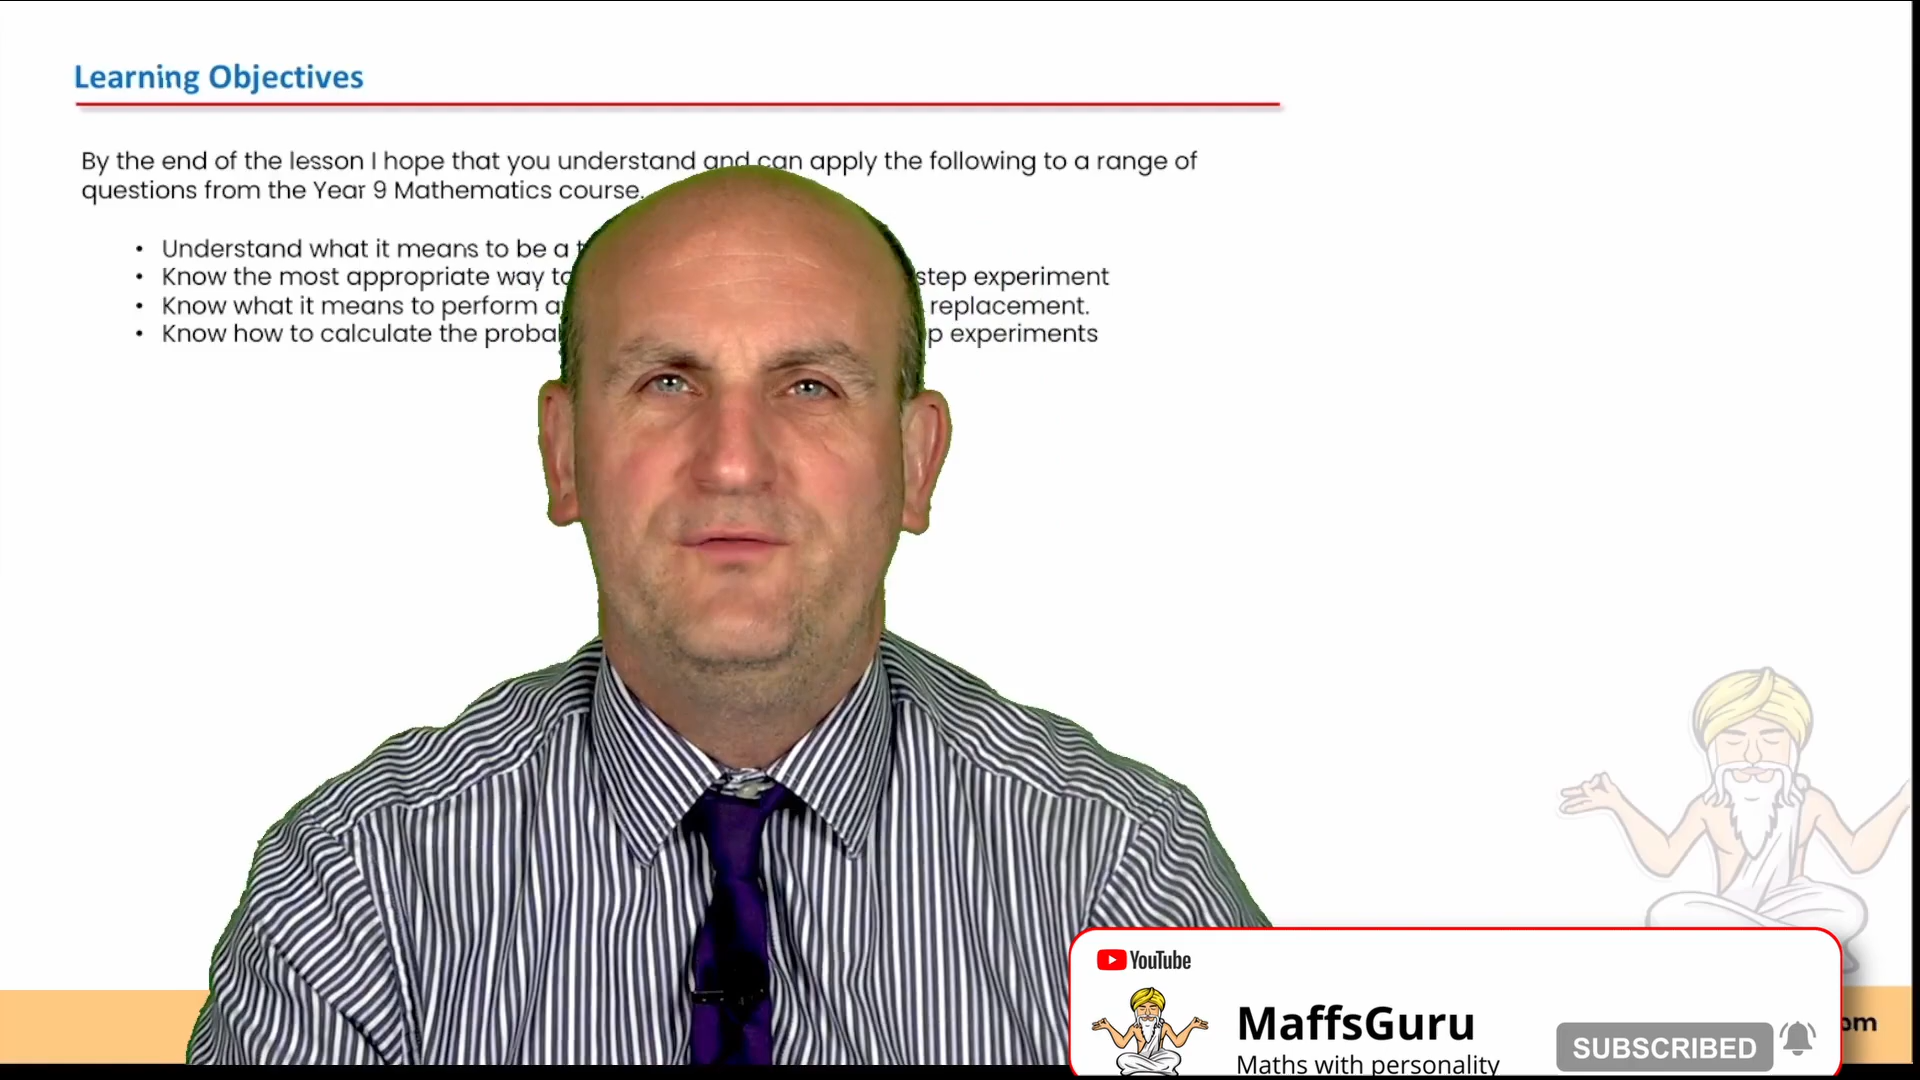 Learning Objectives
By the end of the lesson I hope that you understand and can apply the following to a range of
questions from the Year 9 Mathematics course.
• Understand what it means to be a
• Know the most appropriate way to step experiment
• Know what it means to perform replacement.
• Know how to calculate the experiments
YouTube
MaffsGuru
Maths with personality
SUBSCRIBED